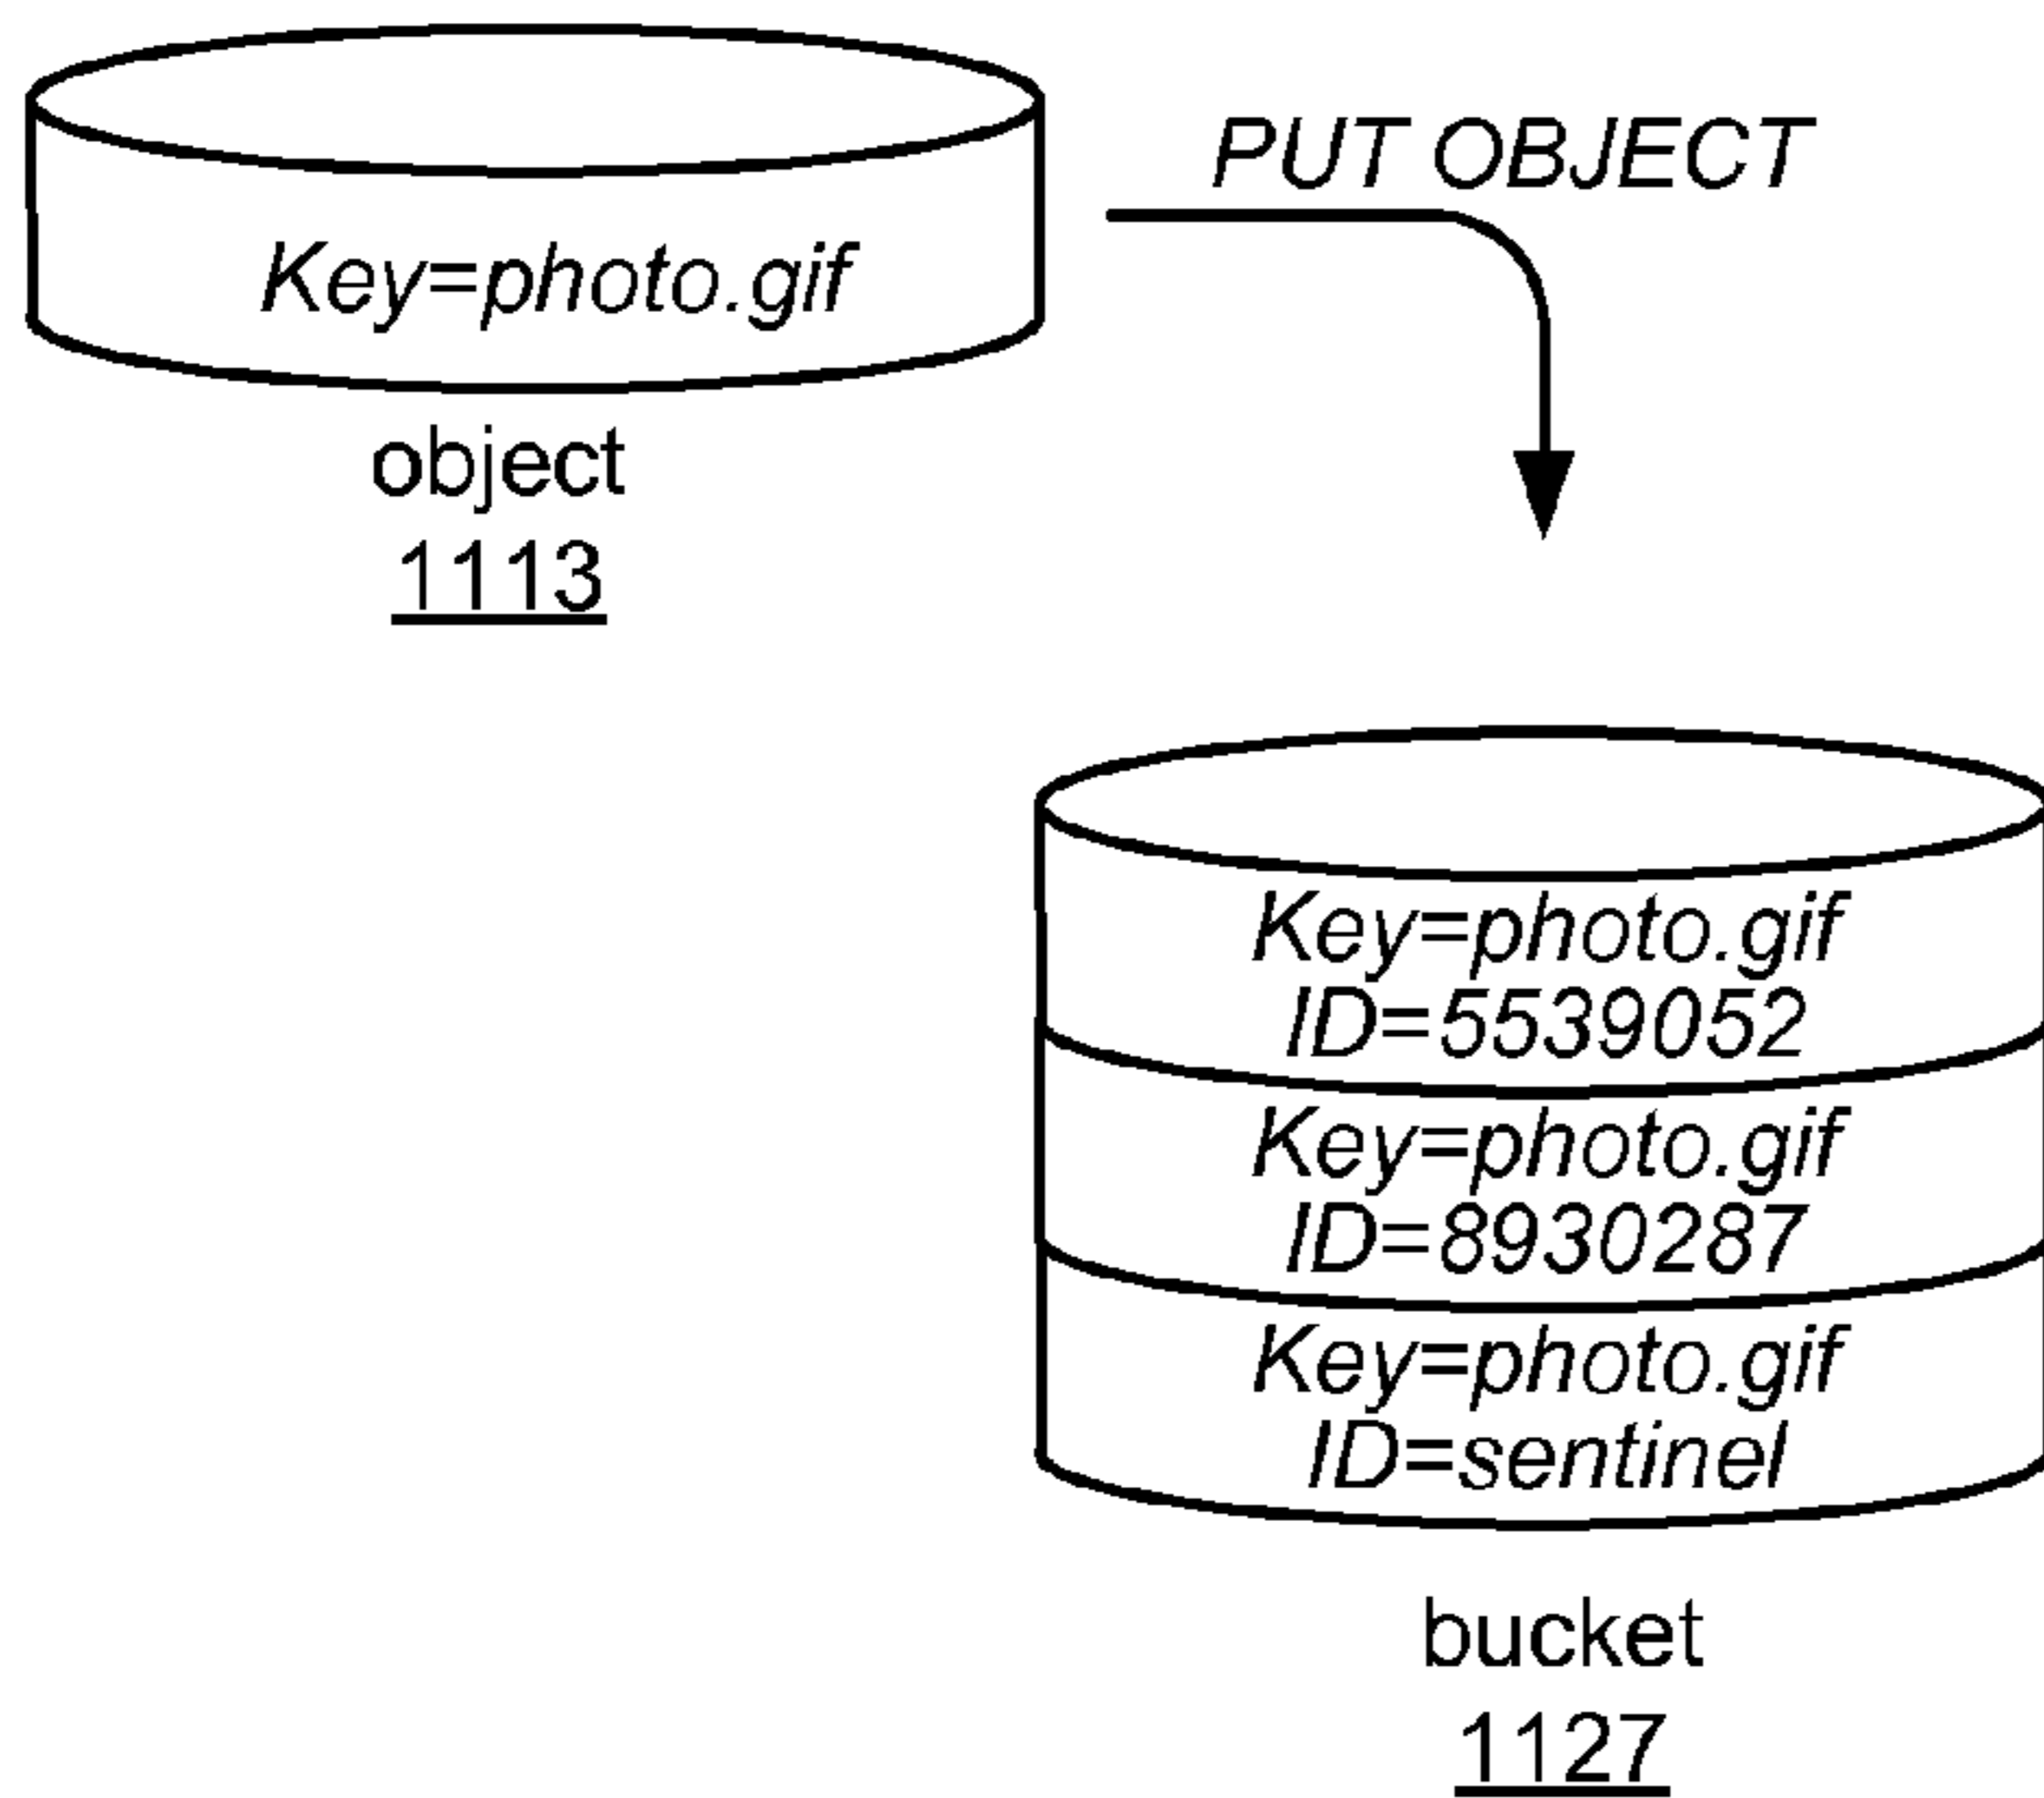 PUT OBJECT
Key=photo.gif
object
1113
Key=photo.gif
ID=5539052
Key=photo.gif
ID=8930287
Key=photo.gif
ID=sentinel
bucket
1127